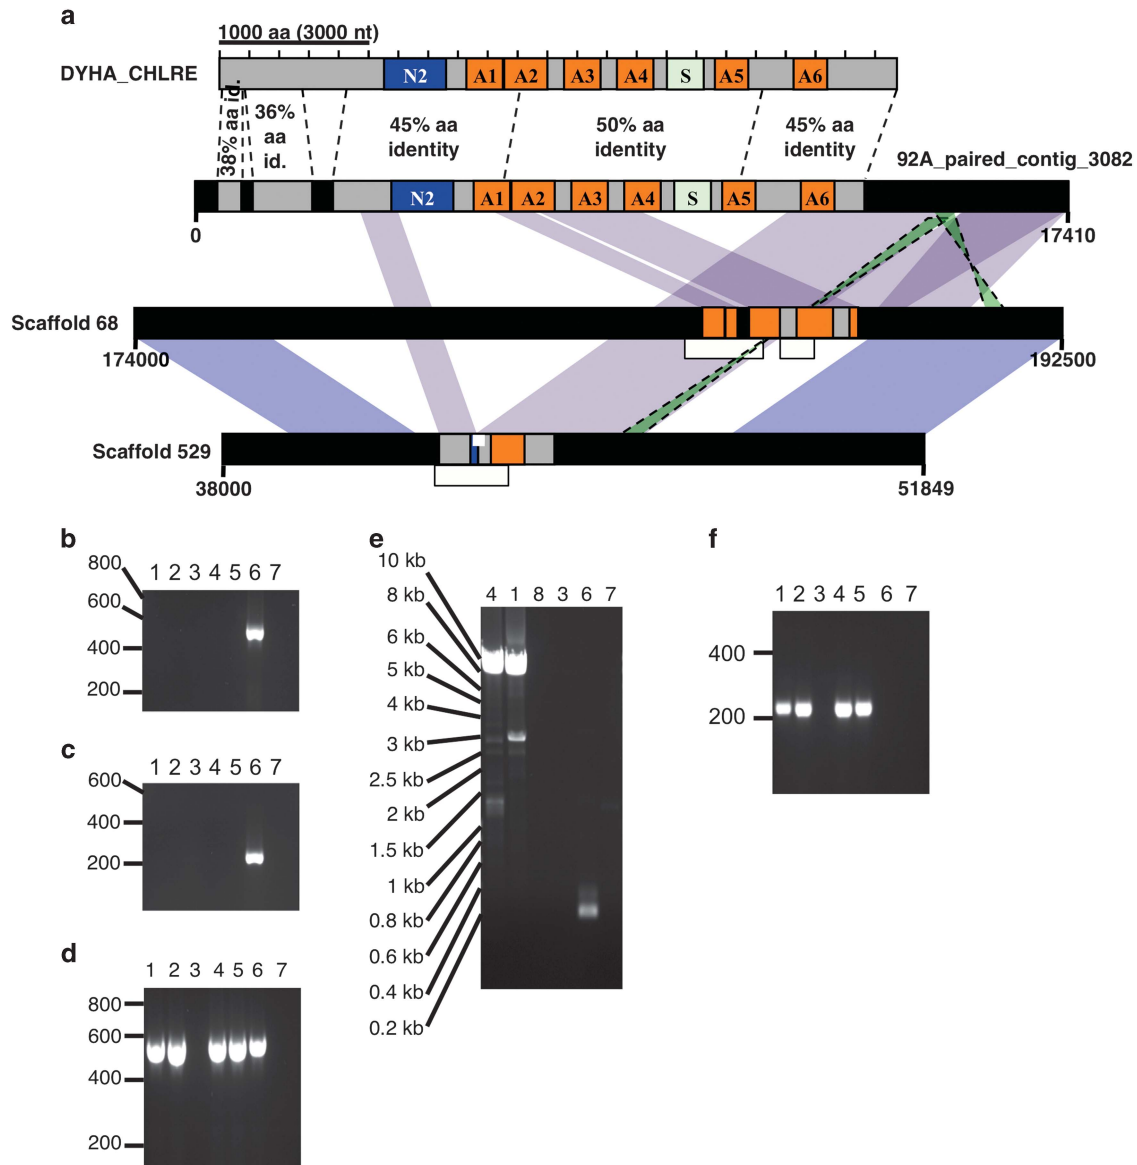 a
1000 aa (3000 nt)
DYHA_CHLRE
N2 A1 A2 A3 A4 S A5 A6
38% aa id.
36%
aa
id.
45% aa
identity
50% aa
identity
45% aa
identity
92A_paired_contig_3082
N2 A1 A2 A3 A4 S A5 A6
0
17410
Scaffold 68
174000
192500
Scaffold 529
38000
51849
b
1 2 3 4 5 6 7
800
600
400
200
c
1 2 3 4 5 6 7
600
400
200
d
1 2 3 4 5 6 7
800
600
400
200
e
4 1 8 3 6 7
10 kb
8 kb
6 kb
5 kb
4 kb
3 kb
2.5 kb
2 kb
1.5 kb
1 kb
0.8 kb
0.6 kb
0.4 kb
0.2 kb
f
1 2 3 4 5 6 7
400
200